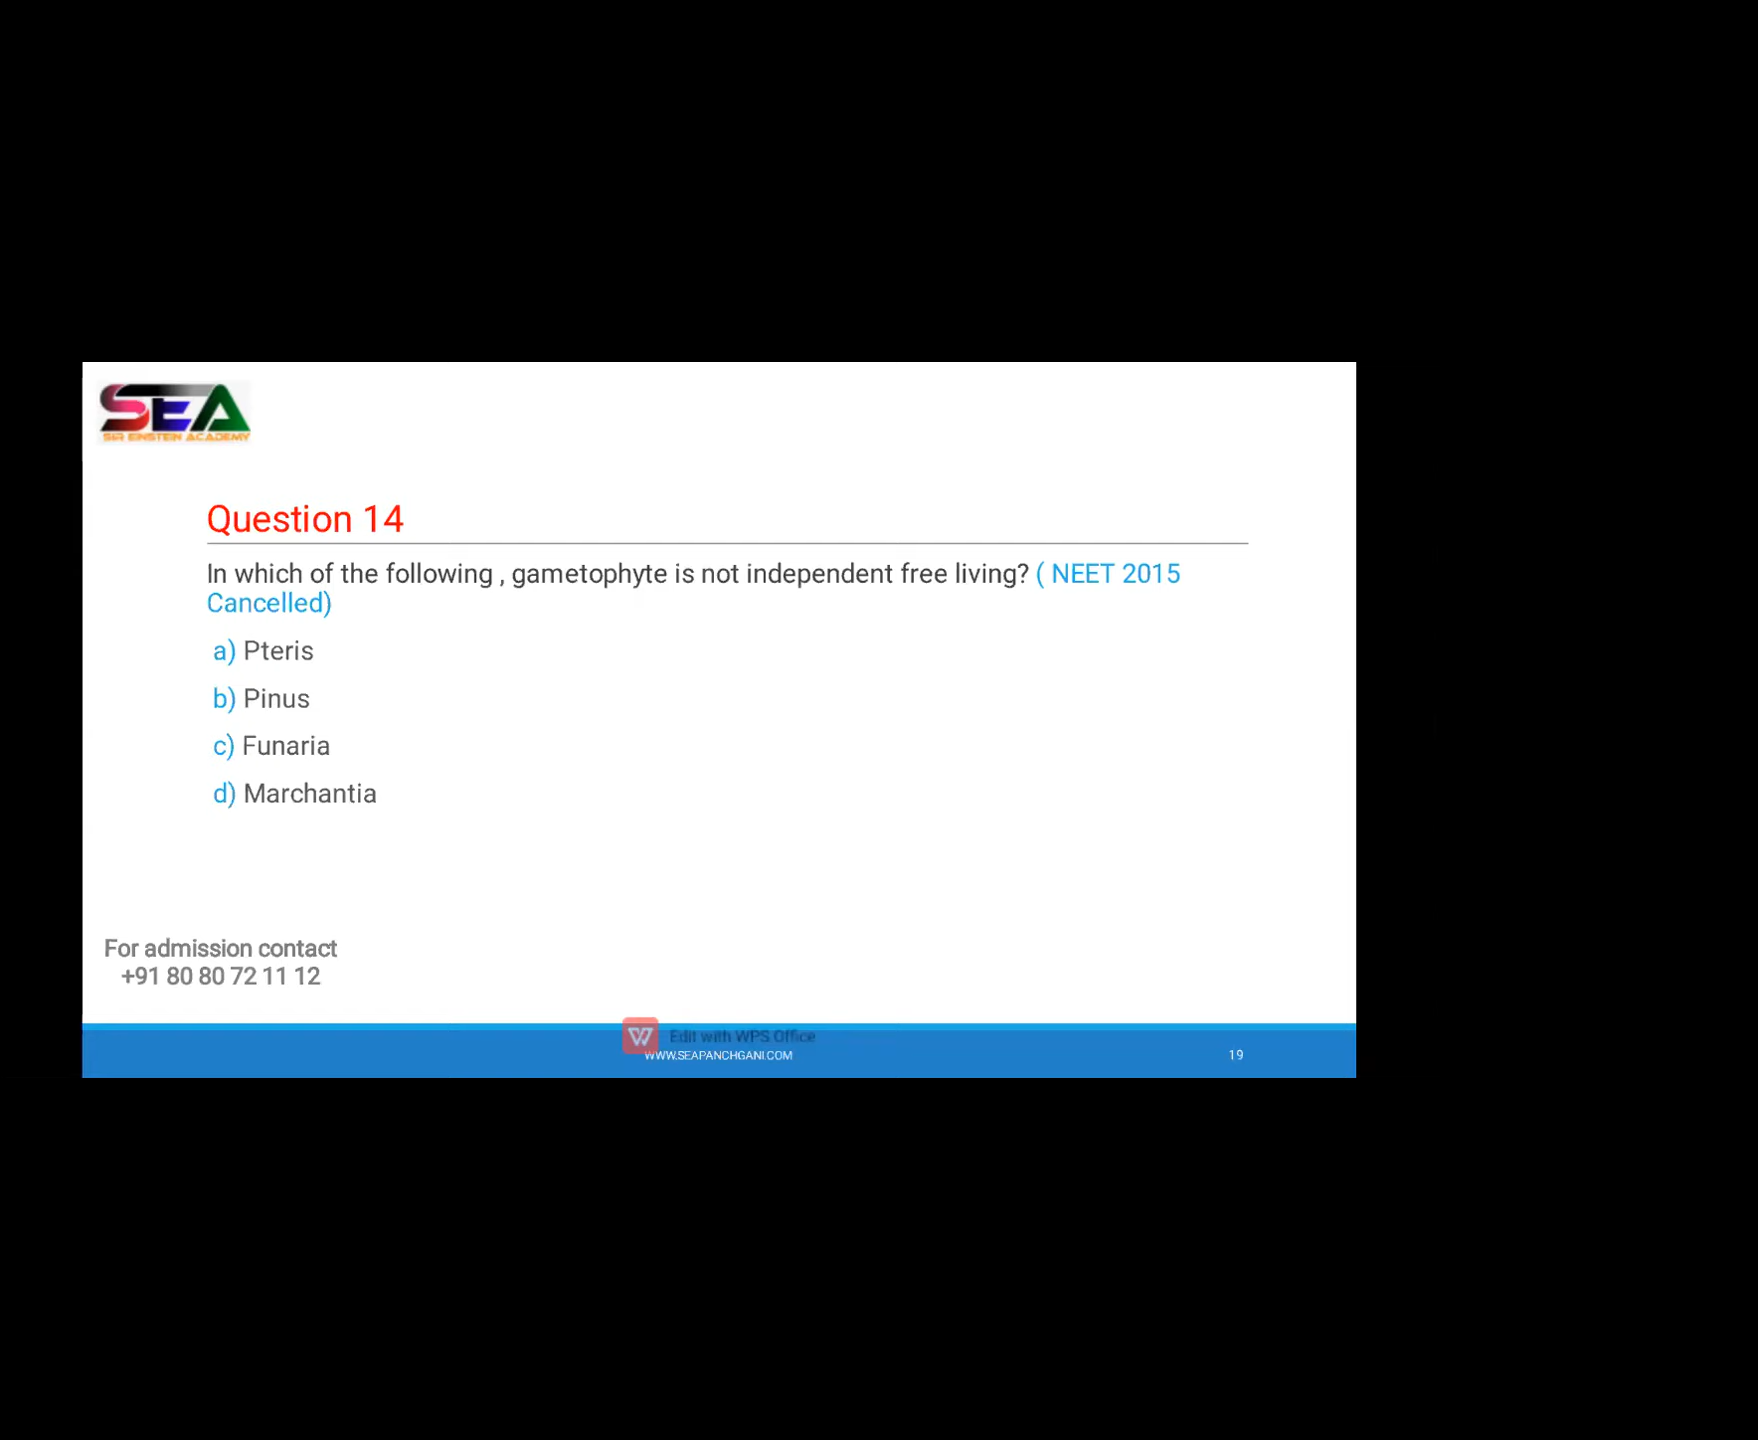 SEA
SIR EINSTEIN ACADEMY
Question 14
In which of the following , gametophyte is not independent free living? ( NEET 2015
Cancelled)
a) Pteris
b) Pinus
c) Funaria
d) Marchantia
For admission contact
+91 80 80 72 11 12
Edit with WPS Office
WWW.SEAPANCHGANI.COM
19